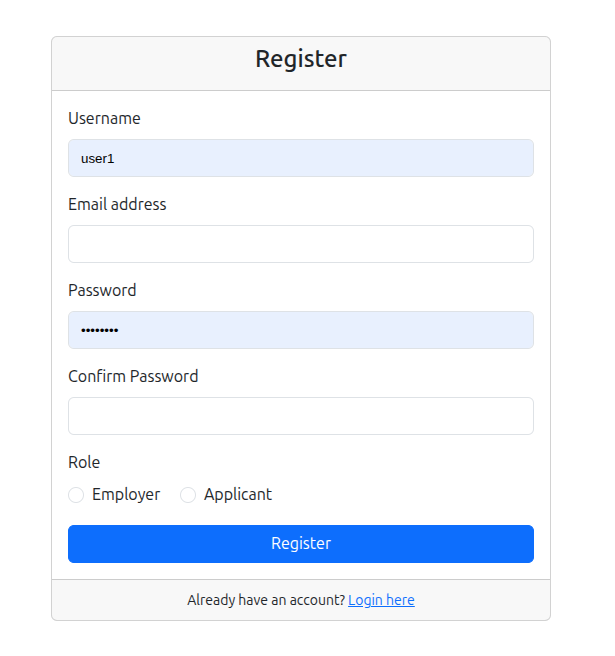 Register
Username
user1
Email address
Password
••••••••
Confirm Password
Role
Employer Applicant
Register
Already have an account? Login here